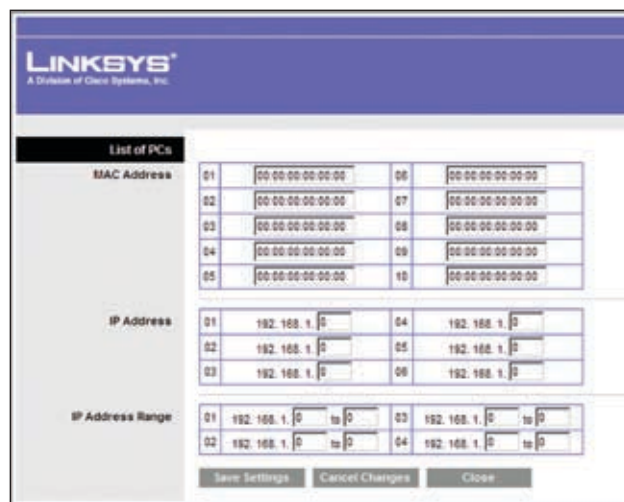 LINKSYS®
A Division of Cisco Systems, Inc.
List of PCs
MAC Address
01 00:00:00:00:00:00 06 00:00:00:00:00:00
02 00:00:00:00:00:00 07 00:00:00:00:00:00
03 00:00:00:00:00:00 08 00:00:00:00:00:00
04 00:00:00:00:00:00 09 00:00:00:00:00:00
05 00:00:00:00:00:00 10 00:00:00:00:00:00
IP Address
01 192.168.1.0 04 192.168.1.0
02 192.168.1.0 05 192.168.1.0
03 192.168.1.0 06 192.168.1.0
IP Address Range
01 192.168.1.0 to 0 03 192.168.1.0 to 0
02 192.168.1.0 to 0 04 192.168.1.0 to 0
Save Settings Cancel Changes Close